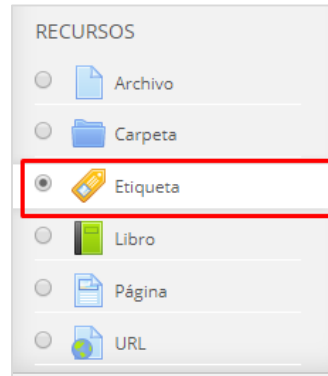 RECURSOS
Archivo
Carpeta
Etiqueta
Libro
Página
URL